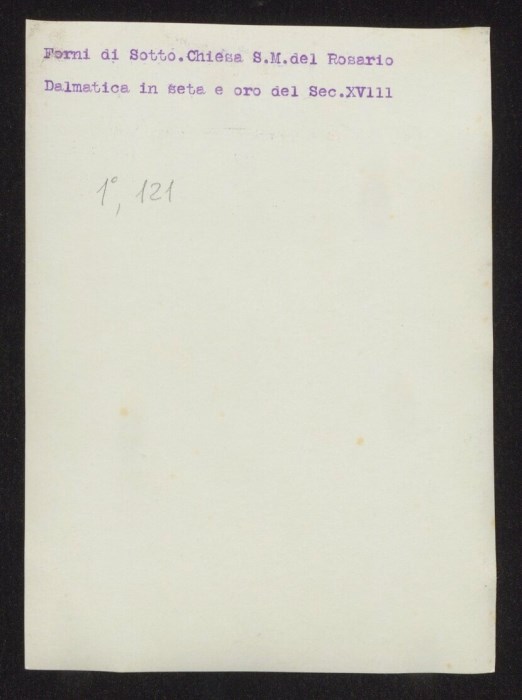 Forni di Sotto.Chiesa S.M.del Rosario
Dalmatica in seta e oro del Sec.XVlll
1°, 121